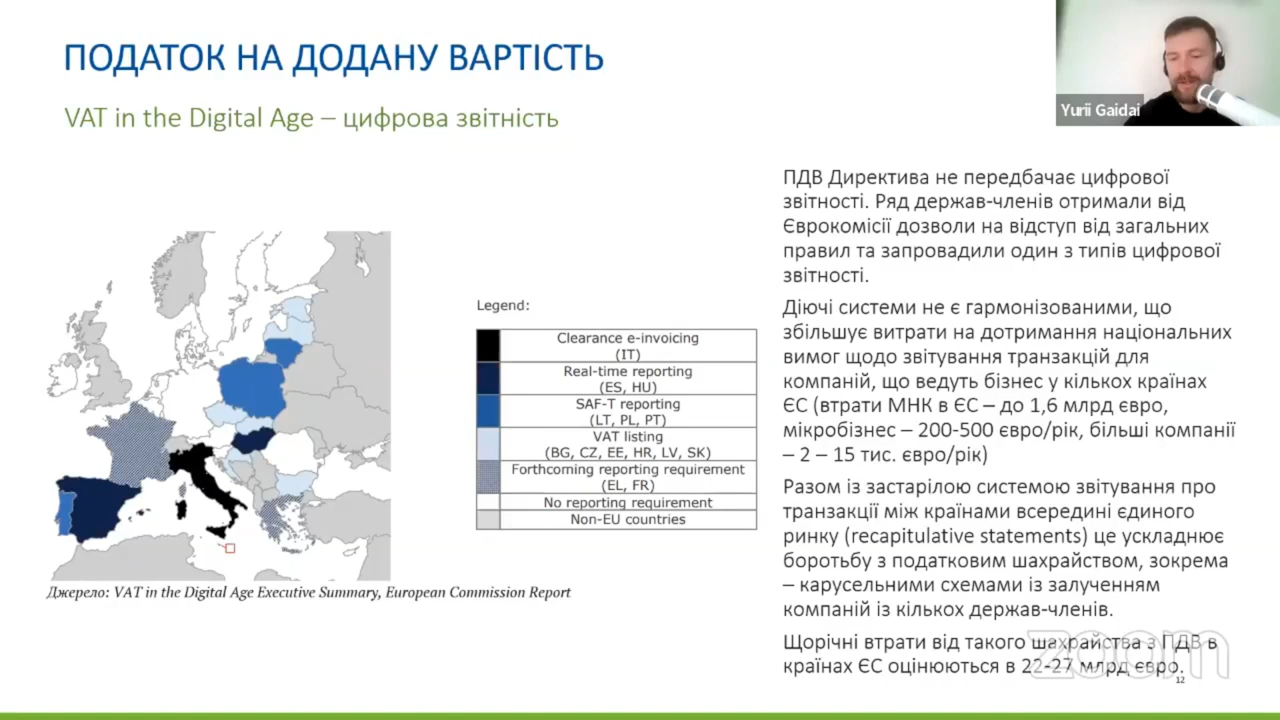 ПОДАТОК НА ДОДАНУ ВАРТІСТЬ
VAT in the Digital Age – цифрова звітність
Yurii Gaidai
ПДВ Директива не передбачає цифрової
звітності. Ряд держав-членів отримали від
Єврокомісії дозволи на відступ від загальних
правил та запровадили один з типів цифрової
звітності.
Діючі системи не є гармонізованими, що
збільшує витрати на дотримання національних
вимог щодо звітування транзакцій для
компаній, що ведуть бізнес у кількох країнах
ЄС (втрати МНК в ЄС – до 1,6 млрд євро,
мікробізнес – 200-500 євро/рік, більші компанії
– 2 – 15 тис. євро/рік)
Разом із застарілою системою звітування про
транзакції між країнами всередині єдиного
ринку (recapitulative statements) це ускладнює
боротьбу з податковим шахрайством, зокрема
– карусельними схемами із залученням
компаній із кількох держав-членів.
Щорічні втрати від такого шахрайства з ПДВ в
країнах ЄС оцінюються в 22-27 млрд євро.
Legend:
Clearance e-invoicing
(IT)
Real-time reporting
(ES, HU)
SAF-T reporting
(LT, PL, PT)
VAT listing
(BG, CZ, EE, HR, LV, SK)
Forthcoming reporting requirement
(EL, FR)
No reporting requirement
Non-EU countries
Джерело: VAT in the Digital Age Executive Summary, European Commission Report
zoom
12